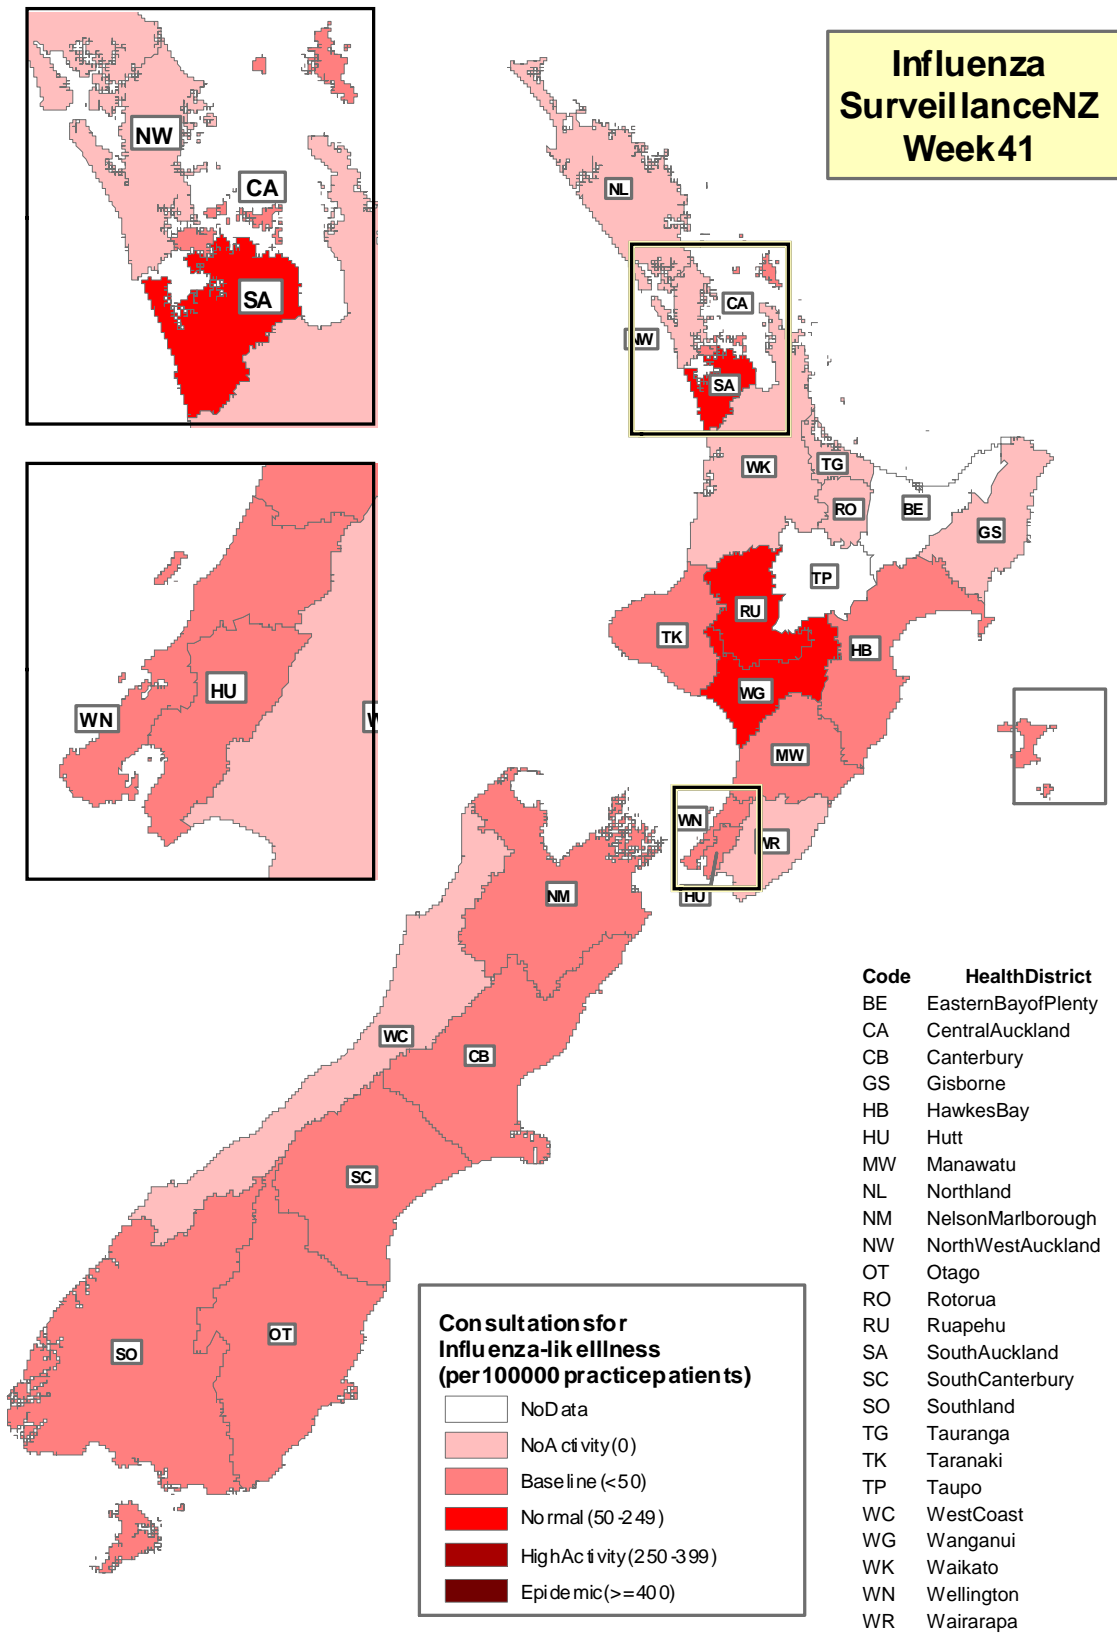 Influenza
SurveillanceNZ
Week41
NW
CA
SA
NL
CA
NW
SA
WK
TG
RO
BE
GS
TP
RU
TK
HB
WG
MW
HU
WN
W
WN
WR
HU
NM
WC
CB
SC
OT
SO
Code HealthDistrict
BE EasternBayofPlenty
CA CentralAuckland
CB Canterbury
GS Gisborne
HB HawkesBay
HU Hutt
MW Manawatu
NL Northland
NM NelsonMarlborough
NW NorthWestAuckland
OT Otago
RO Rotorua
RU Ruapehu
SA SouthAuckland
SC SouthCanterbury
SO Southland
TG Tauranga
TK Taranaki
TP Taupo
WC WestCoast
WG Wanganui
WK Waikato
WN Wellington
WR Wairarapa
Consultationsfor
Influenza-likeIllness
(per100000practicepatients)
NoData
NoActivity(0)
Baseline(<50)
Normal(50-249)
HighActivity(250-399)
Epidemic(>=400)